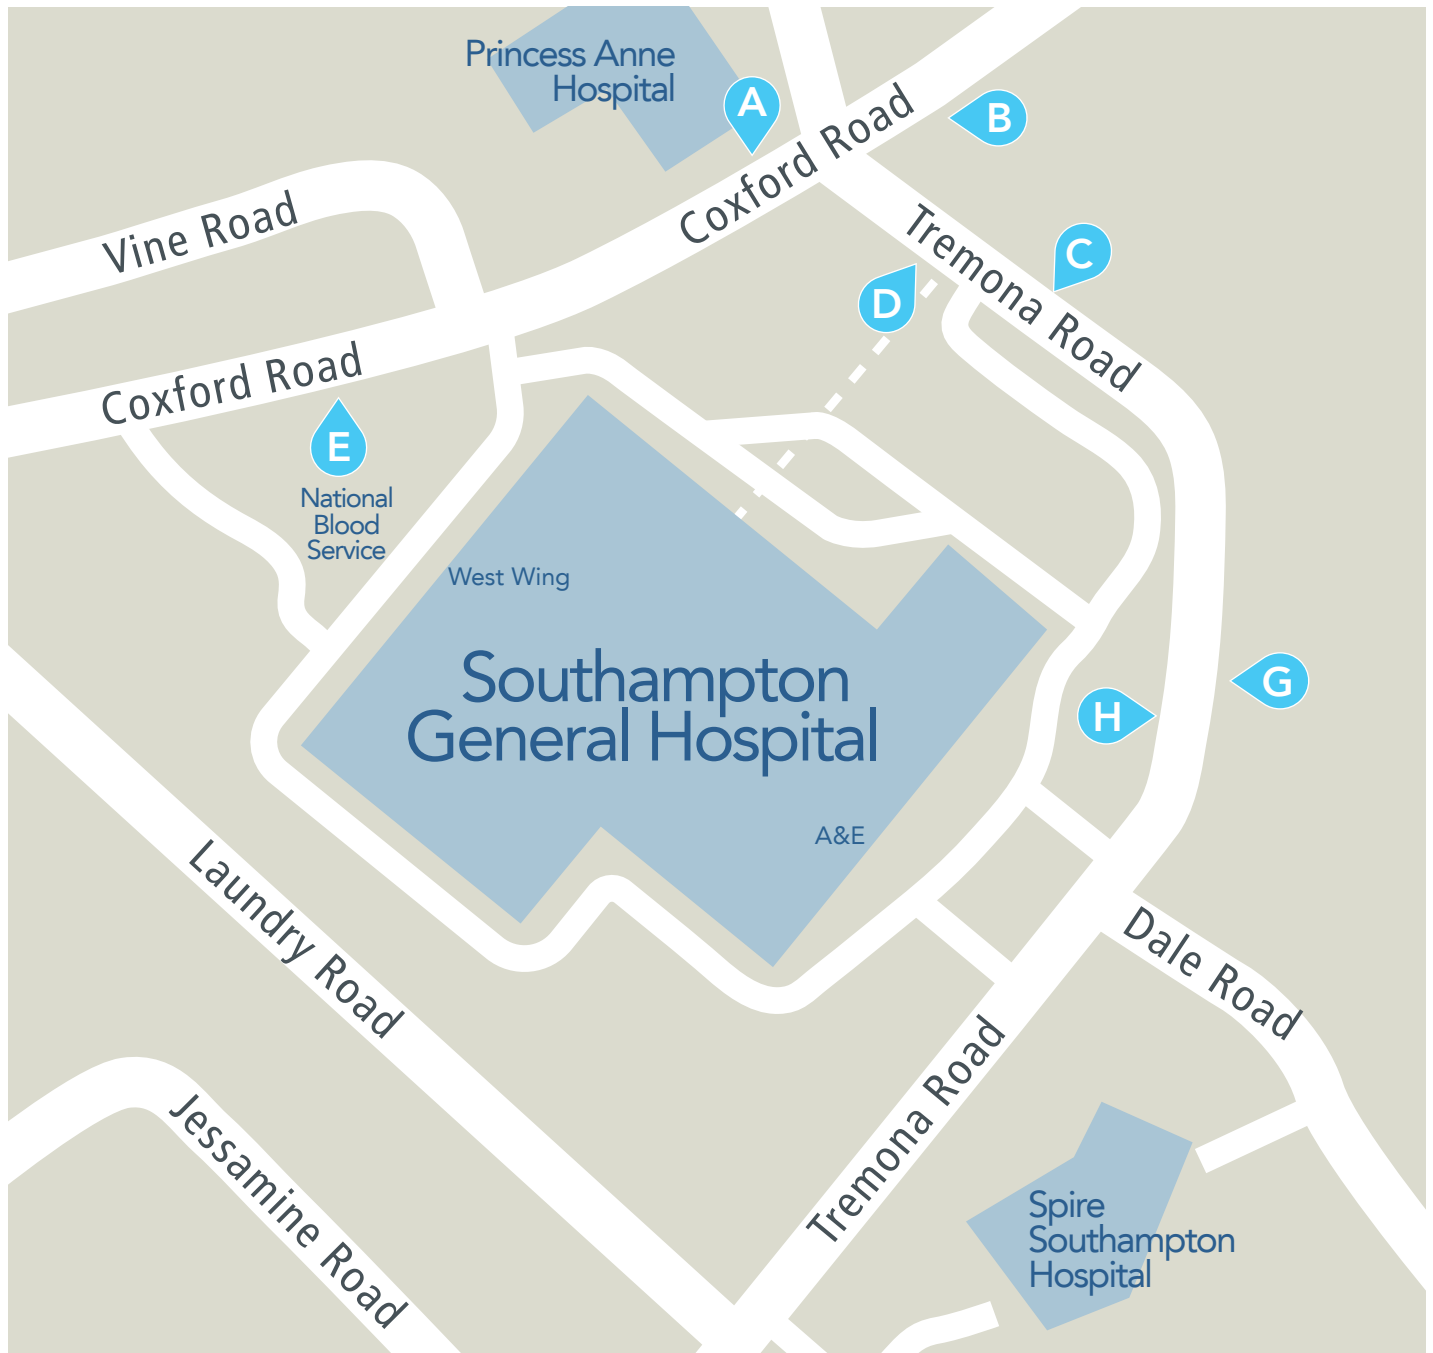 Princess Anne
Hospital
A
B
Coxford Road
Vine Road
Tremona Road
C
D
Coxford Road
E
National
Blood
Service
West Wing
Southampton
General Hospital
G
H
A&E
Laundry Road
Dale Road
Tremona Road
Jessamine Road
Spire
Southampton
Hospital